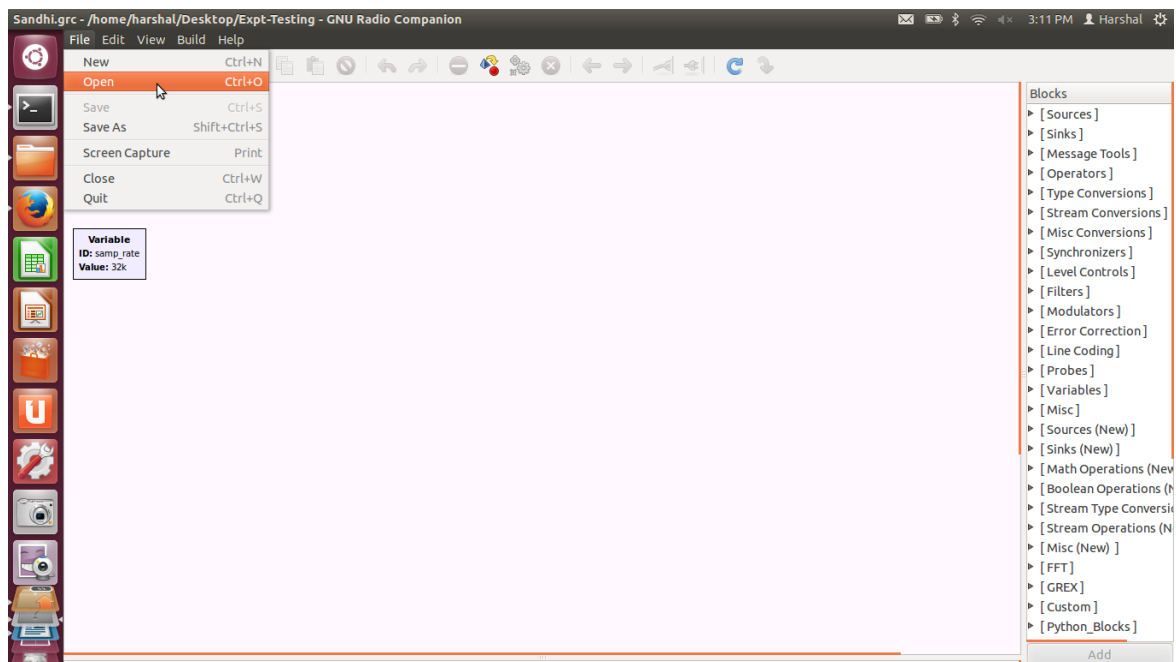 Sandhi.grc - /home/harshal/Desktop/Expt-Testing - GNU Radio Companion
3:11 PM Harshal
File Edit View Build Help
New Ctrl+N
Open Ctrl+O
Save Ctrl+S
Save As Shift+Ctrl+S
Screen Capture Print
Close Ctrl+W
Quit Ctrl+Q
Variable
ID: samp_rate
Value: 32k
Blocks
[ Sources ]
[ Sinks ]
[ Message Tools ]
[ Operators ]
[ Type Conversions ]
[ Stream Conversions ]
[ Misc Conversions ]
[ Synchronizers ]
[ Level Controls ]
[ Filters ]
[ Modulators ]
[ Error Correction ]
[ Line Coding ]
[ Probes ]
[ Variables ]
[ Misc ]
[ Sources (New) ]
[ Sinks (New) ]
[ Math Operations (New
[ Boolean Operations (N
[ Stream Type Conversio
[ Stream Operations (N
[ Misc (New) ]
[ FFT ]
[ GREX ]
[ Custom ]
[ Python_Blocks ]
Add